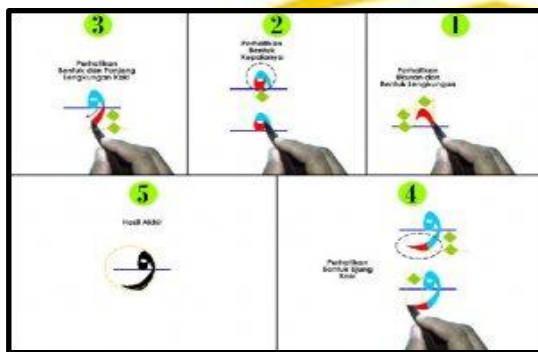 1
Perhatikan
Ukuran dan
Bentuk Lengkungan
2
Perhatikan
Bentuk
Kepalanya
3
Perhatikan
Bentuk dan Panjang
Lengkungan Kaki
4
Perhatikan
Bentuk Ujung
Kaki
5
Hasil Akhir